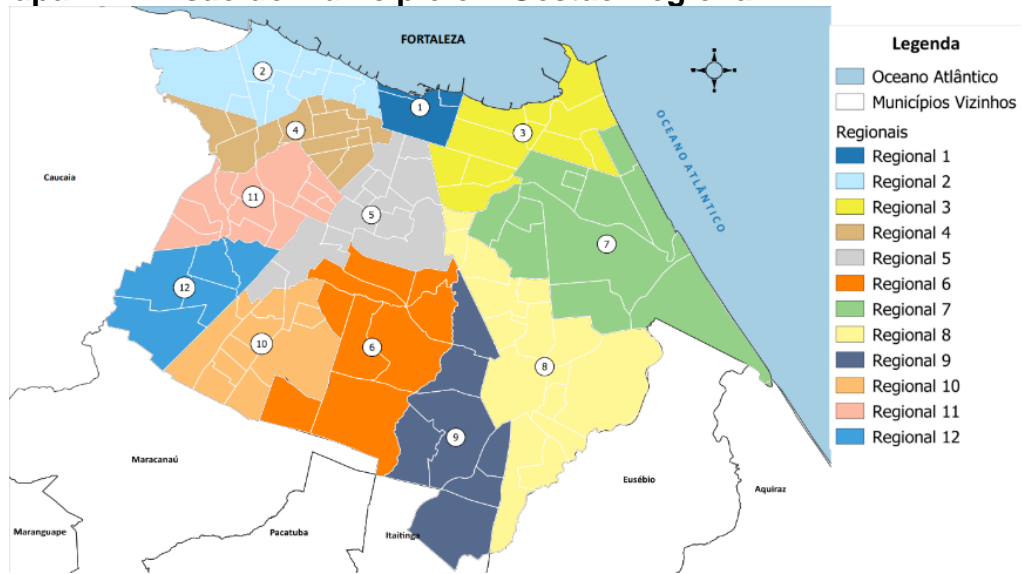 FORTALEZA
2
1
4
3
Caucaia
11
5
7
OCEANO ATLÂNTICO
12
10
6
8
9
Maracanaú
Eusébio
Aquiraz
Maranguape
Pacatuba
Itaitinga
Legenda
Oceano Atlântico
Municípios Vizinhos
Regionais
Regional 1
Regional 2
Regional 3
Regional 4
Regional 5
Regional 6
Regional 7
Regional 8
Regional 9
Regional 10
Regional 11
Regional 12